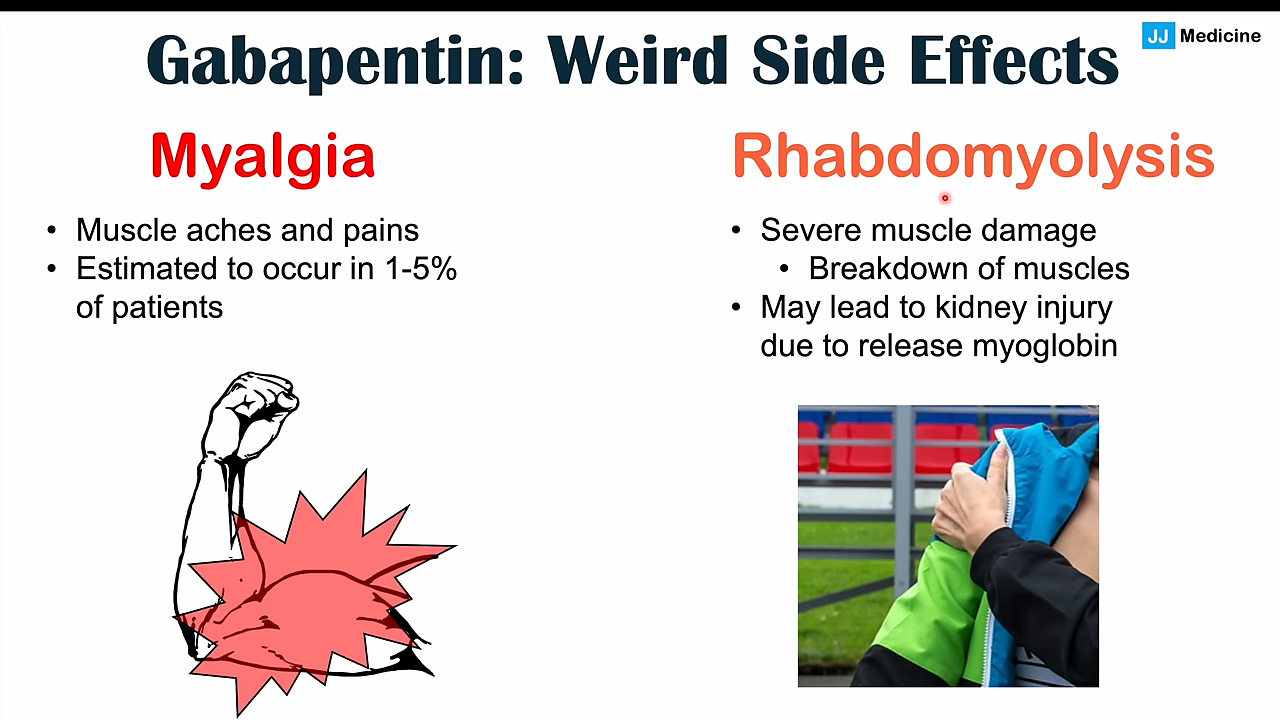 Gabapentin: Weird Side Effects
JJ Medicine
Myalgia
• Muscle aches and pains
• Estimated to occur in 1-5%
of patients
Rhabdomyolysis
• Severe muscle damage
• Breakdown of muscles
• May lead to kidney injury
due to release myoglobin